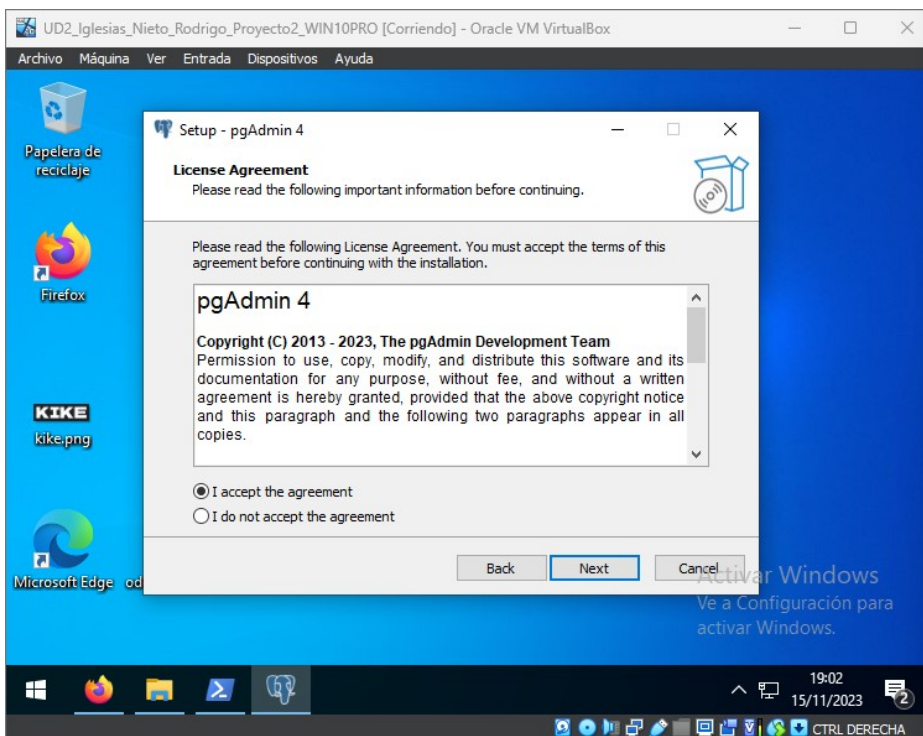 UD2_Iglesias_Nieto_Rodrigo_Proyecto2_WIN10PRO [Corriendo] - Oracle VM VirtualBox
Archivo Máquina Ver Entrada Dispositivos Ayuda
Papelera de
reciclaje
Firefox
KIKE
kike.png
Microsoft Edge
od
Setup - pgAdmin 4
License Agreement
Please read the following important information before continuing.
Please read the following License Agreement. You must accept the terms of this
agreement before continuing with the installation.
pgAdmin 4
Copyright (C) 2013 - 2023, The pgAdmin Development Team
Permission to use, copy, modify, and distribute this software and its
documentation for any purpose, without fee, and without a written
agreement is hereby granted, provided that the above copyright notice
and this paragraph and the following two paragraphs appear in all
copies.
I accept the agreement
I do not accept the agreement
Back Next Cancel
Activar Windows
Ve a Configuración para
activar Windows.
19:02
15/11/2023
2
CTRL DERECHA